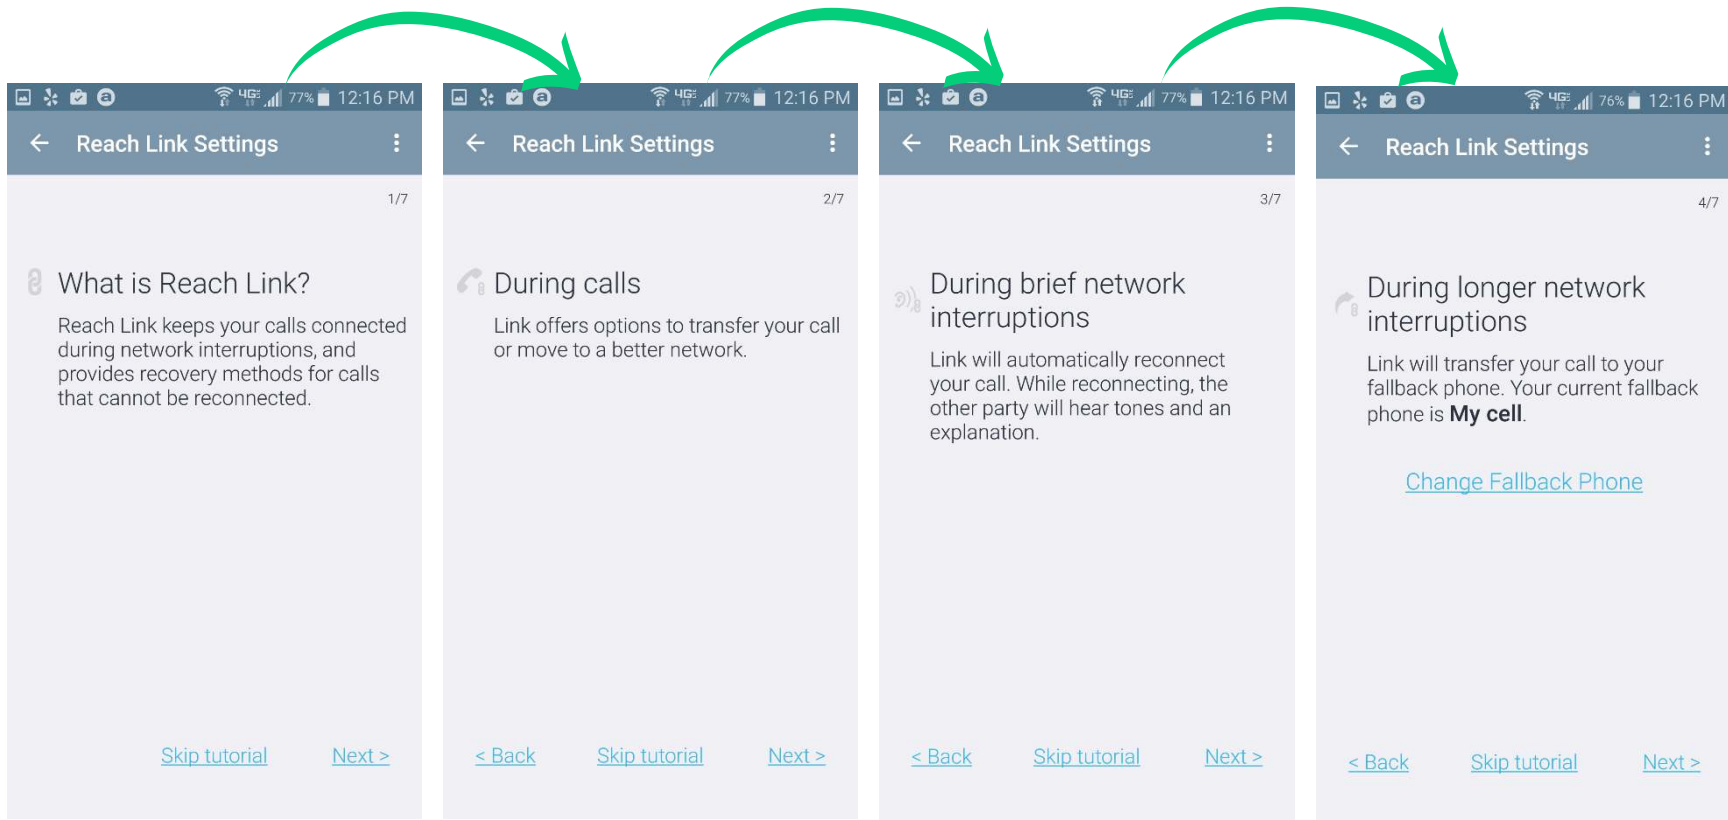 4G 77% 12:16 PM
Reach Link Settings
1/7
What is Reach Link?
Reach Link keeps your calls connected
during network interruptions, and
provides recovery methods for calls
that cannot be reconnected.
Skip tutorial Next >
4G 77% 12:16 PM
Reach Link Settings
2/7
During calls
Link offers options to transfer your call
or move to a better network.
< Back Skip tutorial Next >
4G 77% 12:16 PM
Reach Link Settings
3/7
During brief network
interruptions
Link will automatically reconnect
your call. While reconnecting, the
other party will hear tones and an
explanation.
< Back Skip tutorial Next >
4G 76% 12:16 PM
Reach Link Settings
4/7
During longer network
interruptions
Link will transfer your call to your
fallback phone. Your current fallback
phone is My cell.
Change Fallback Phone
< Back Skip tutorial Next >